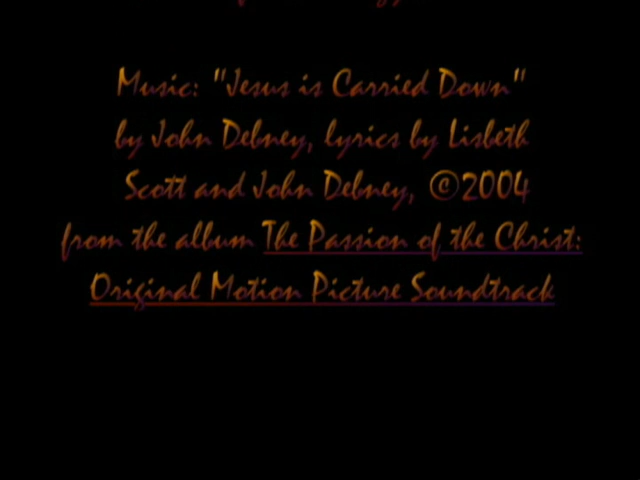 Music: "Jesus is Carried Down"
by John Debney, lyrics by Lisbeth
Scott and John Debney, ©2004
from the album The Passion of the Christ:
Original Motion Picture Soundtrack